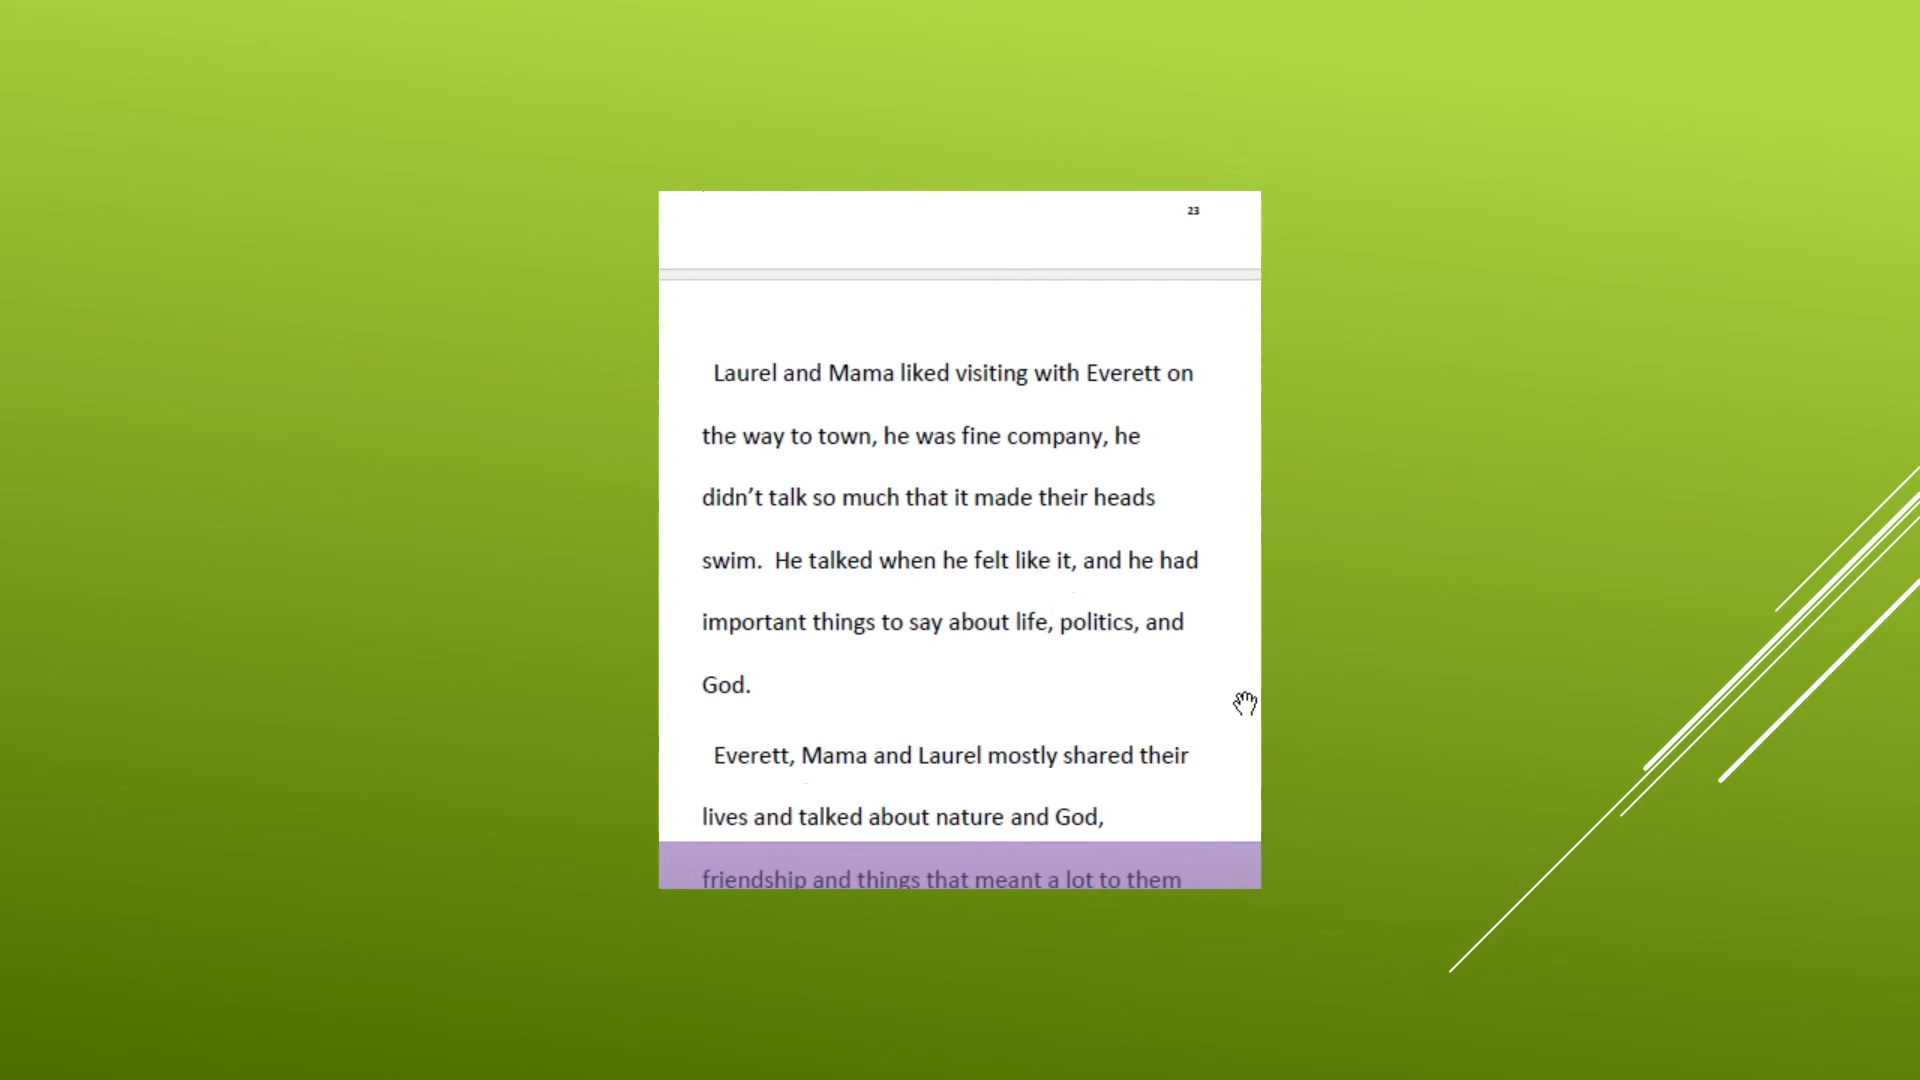 23
Laurel and Mama liked visiting with Everett on
the way to town, he was fine company, he
didn’t talk so much that it made their heads
swim.  He talked when he felt like it, and he had
important things to say about life, politics, and
God.
Everett, Mama and Laurel mostly shared their
lives and talked about nature and God,
friendship and things that meant a lot to them